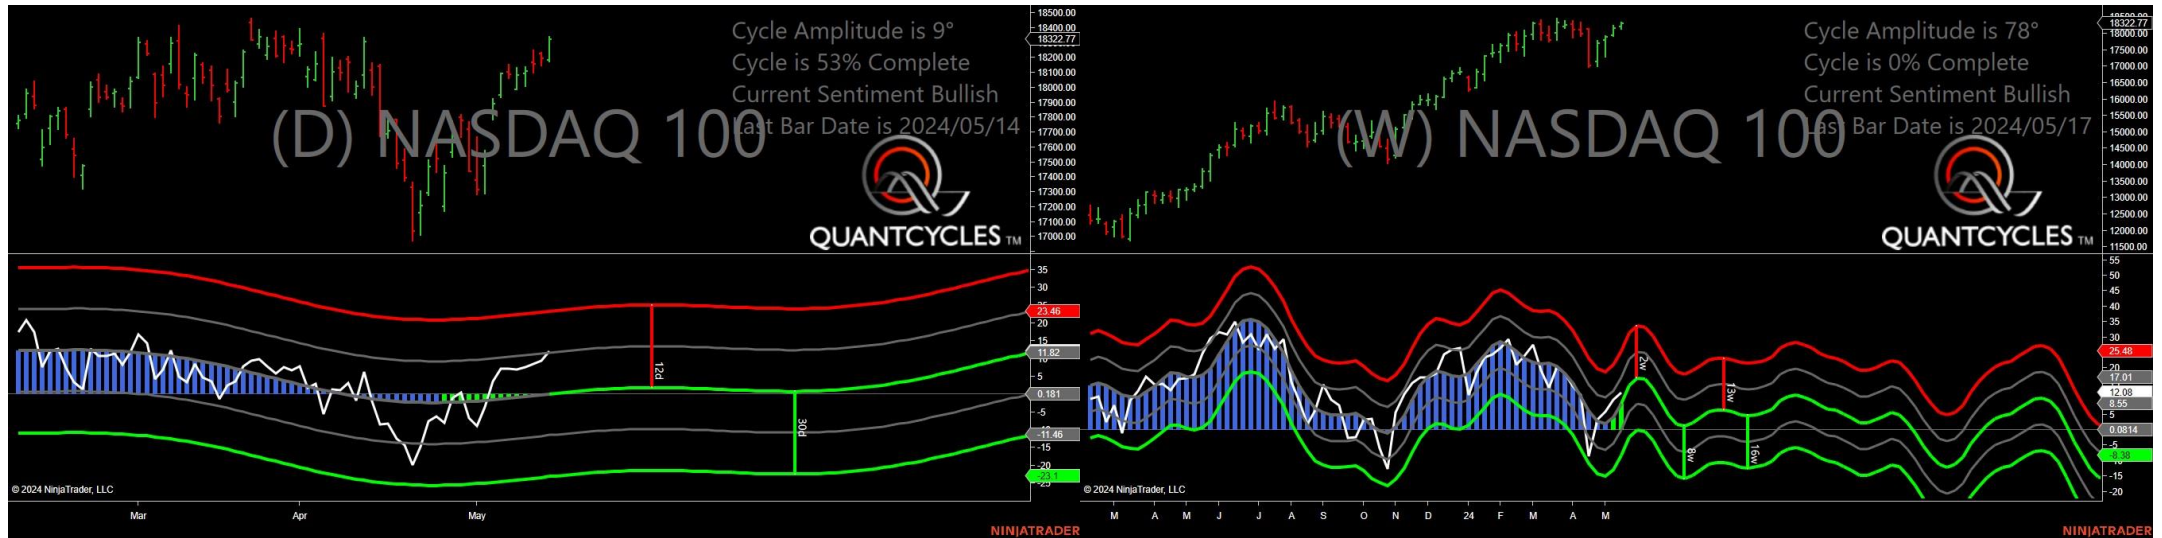 Cycle Amplitude is 9°
Cycle is 53% Complete
Current Sentiment Bullish
Last Bar Date is 2024/05/14
(D) NASDAQ 100
QUANTCYCLES TM
18500.00
18400.00
18322.77
18200.00
18100.00
18000.00
17900.00
17800.00
17700.00
17600.00
17500.00
17400.00
17300.00
17200.00
17100.00
17000.00
35
30
23.46
20
15
11.82
5
0.181
-5
-11.46
-15
-20
-23.1
12d
30d
© 2024 NinjaTrader, LLC
Mar
Apr
May
NINJATRADER
Cycle Amplitude is 78°
Cycle is 0% Complete
Current Sentiment Bullish
Last Bar Date is 2024/05/17
(W) NASDAQ 100
QUANTCYCLES TM
18322.77
18000.00
17500.00
17000.00
16500.00
16000.00
15500.00
15000.00
14500.00
14000.00
13500.00
13000.00
12500.00
12000.00
11500.00
55
50
45
40
35
30
25.48
20
17.01
12.08
8.55
5
0.0814
-5
-8.38
-15
-20
2w
13w
8w
16w
© 2024 NinjaTrader, LLC
M
A
M
J
J
A
S
O
N
D
24
F
M
A
M
NINJATRADER